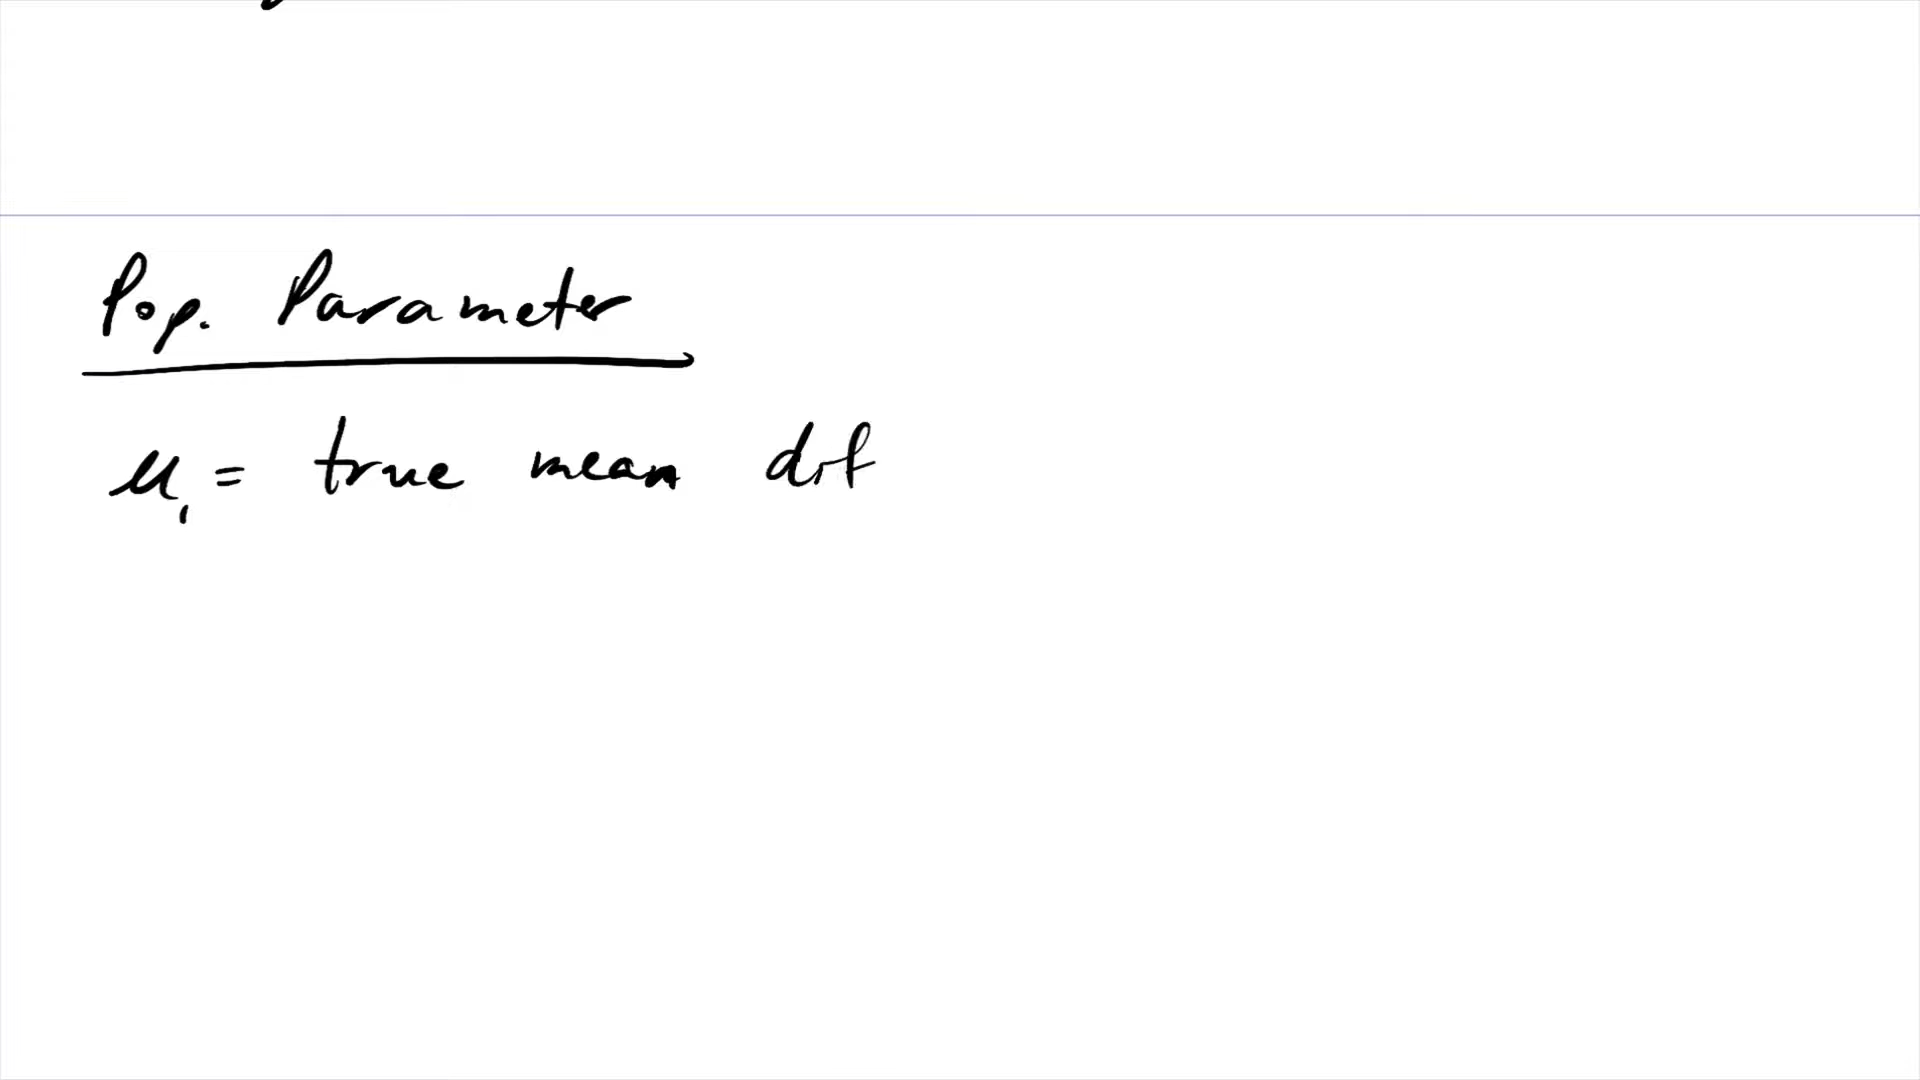 Pop. Parameter
μ₁ = true mean dif